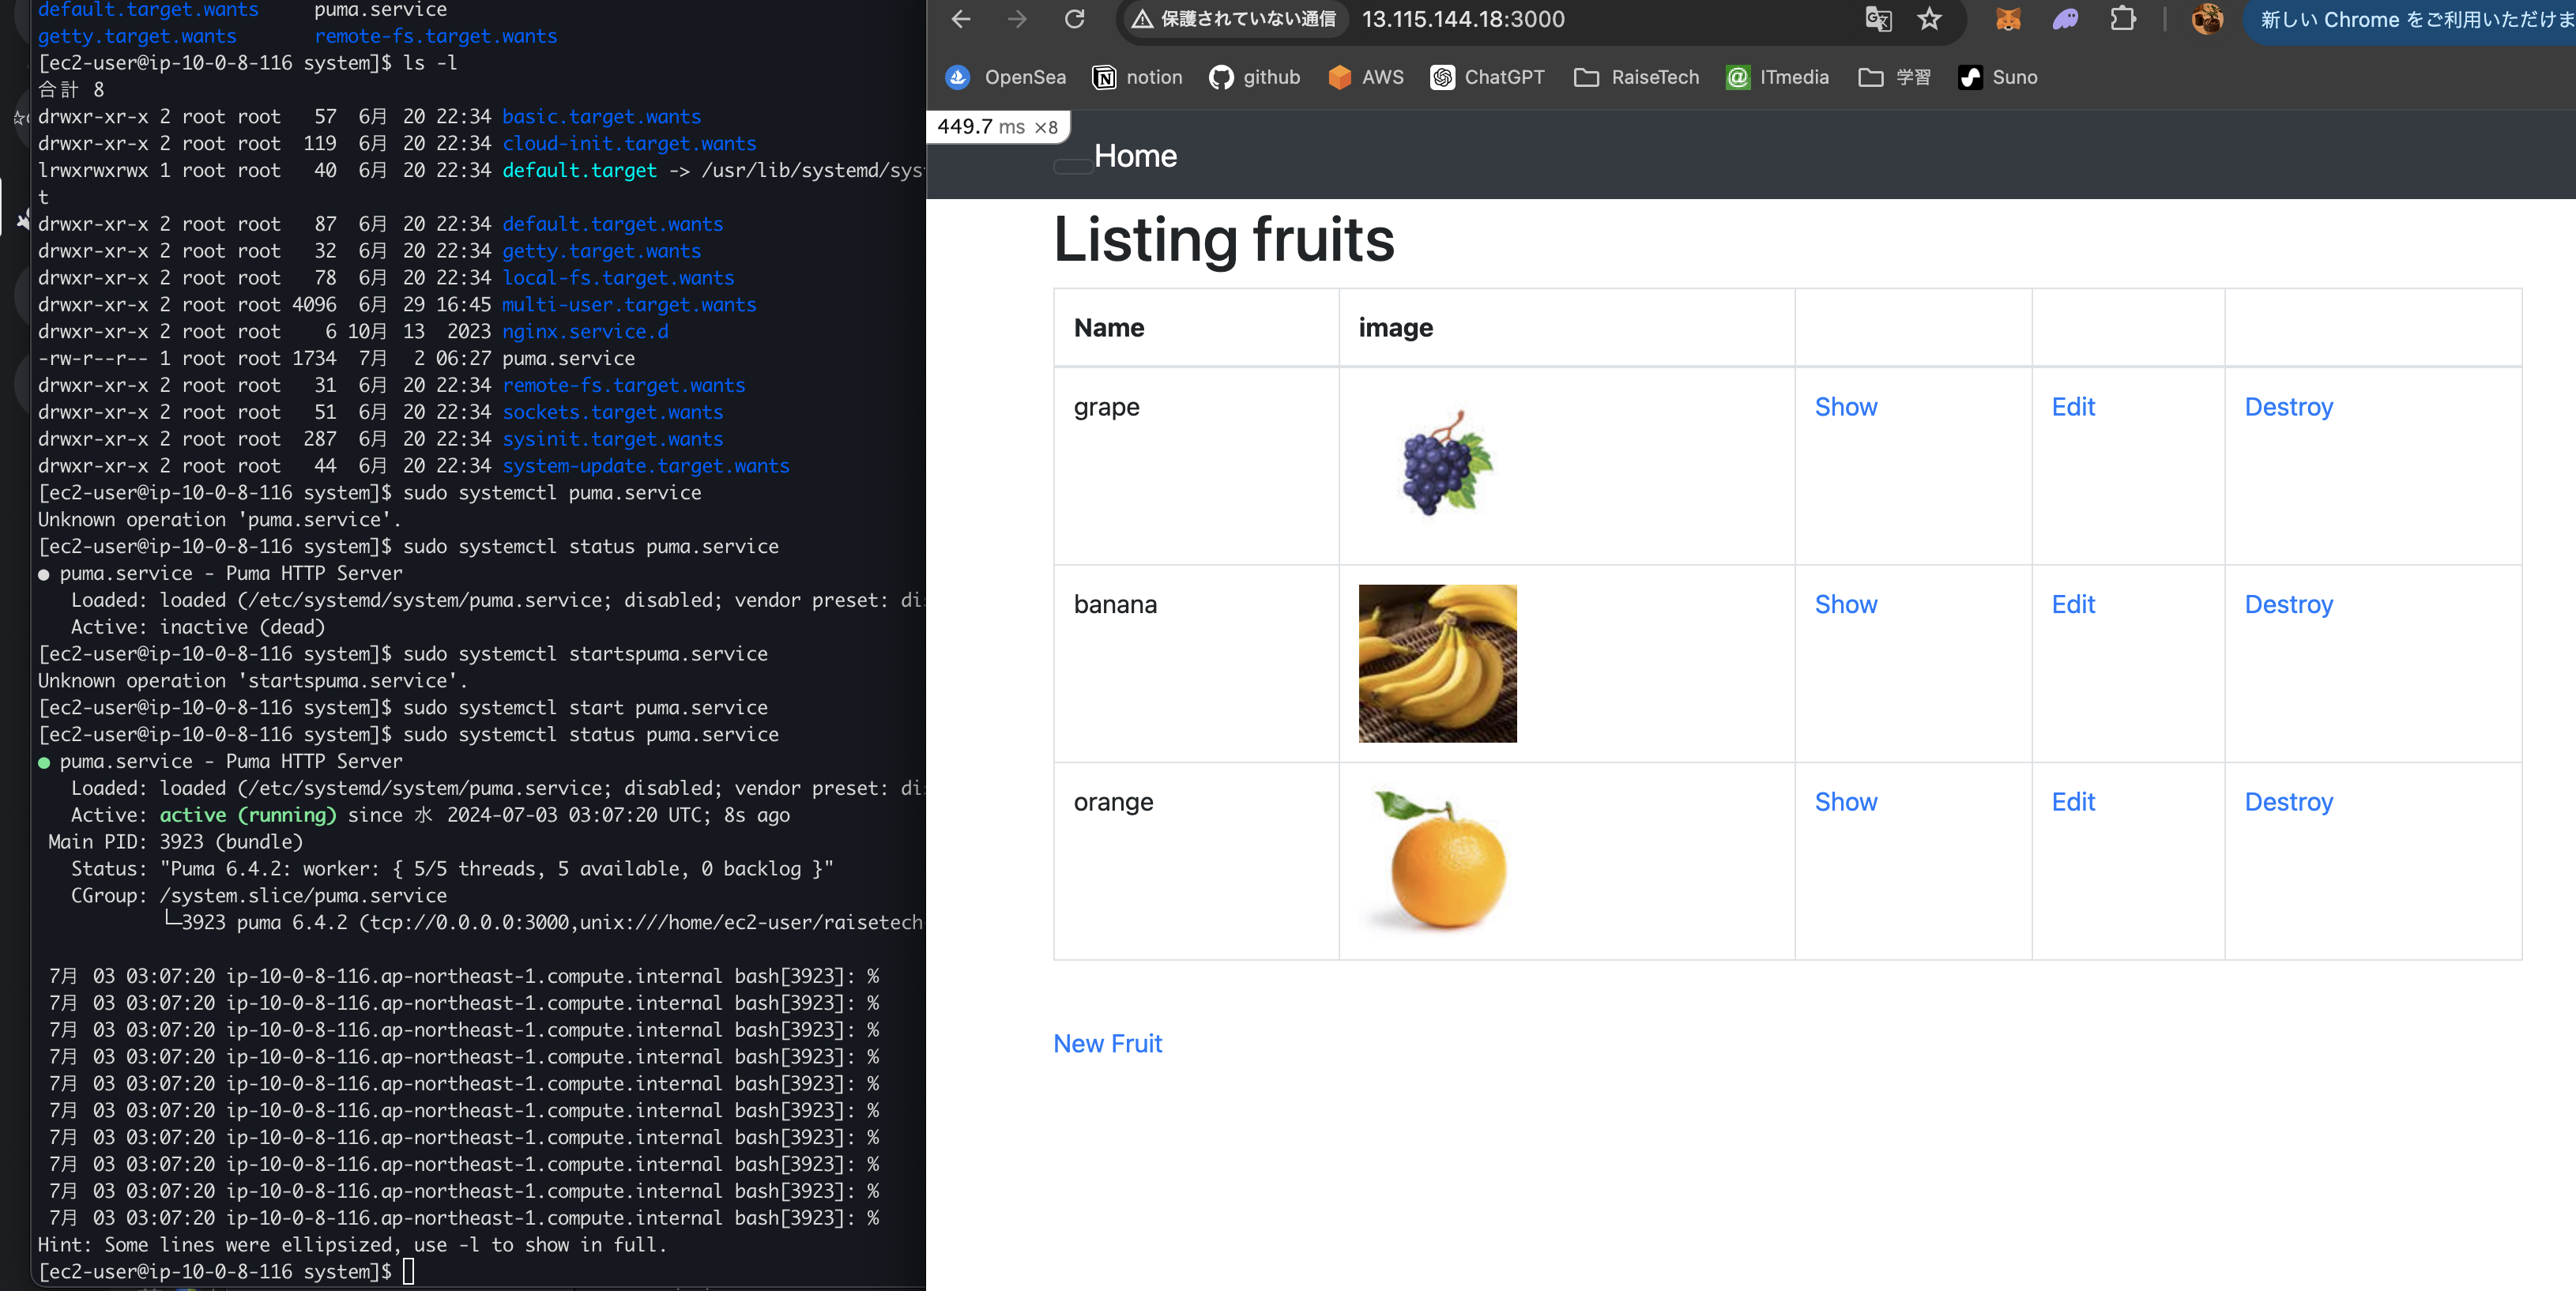 default.target.wants     puma.service
getty.target.wants       remote-fs.target.wants
[ec2-user@ip-10-0-8-116 system]$ ls -l
合計 8
drwxr-xr-x 2 root root   57  6月 20 22:34 basic.target.wants
drwxr-xr-x 2 root root  119  6月 20 22:34 cloud-init.target.wants
lrwxrwxrwx 1 root root   40  6月 20 22:34 default.target -> /usr/lib/systemd/sys
t
drwxr-xr-x 2 root root   87  6月 20 22:34 default.target.wants
drwxr-xr-x 2 root root   32  6月 20 22:34 getty.target.wants
drwxr-xr-x 2 root root   78  6月 20 22:34 local-fs.target.wants
drwxr-xr-x 2 root root 4096  6月 29 16:45 multi-user.target.wants
drwxr-xr-x 2 root root    6 10月 13  2023 nginx.service.d
-rw-r--r-- 1 root root 1734  7月  2 06:27 puma.service
drwxr-xr-x 2 root root   31  6月 20 22:34 remote-fs.target.wants
drwxr-xr-x 2 root root   51  6月 20 22:34 sockets.target.wants
drwxr-xr-x 2 root root  287  6月 20 22:34 sysinit.target.wants
drwxr-xr-x 2 root root   44  6月 20 22:34 system-update.target.wants
[ec2-user@ip-10-0-8-116 system]$ sudo systemctl puma.service
Unknown operation 'puma.service'.
[ec2-user@ip-10-0-8-116 system]$ sudo systemctl status puma.service
● puma.service - Puma HTTP Server
   Loaded: loaded (/etc/systemd/system/puma.service; disabled; vendor preset: di
   Active: inactive (dead)
[ec2-user@ip-10-0-8-116 system]$ sudo systemctl startspuma.service
Unknown operation 'startspuma.service'.
[ec2-user@ip-10-0-8-116 system]$ sudo systemctl start puma.service
[ec2-user@ip-10-0-8-116 system]$ sudo systemctl status puma.service
● puma.service - Puma HTTP Server
   Loaded: loaded (/etc/systemd/system/puma.service; disabled; vendor preset: di
   Active: active (running) since 水 2024-07-03 03:07:20 UTC; 8s ago
 Main PID: 3923 (bundle)
   Status: "Puma 6.4.2: worker: { 5/5 threads, 5 available, 0 backlog }"
   CGroup: /system.slice/puma.service
           └─3923 puma 6.4.2 (tcp://0.0.0.0:3000,unix:///home/ec2-user/raisetech
 7月 03 03:07:20 ip-10-0-8-116.ap-northeast-1.compute.internal bash[3923]: %
 7月 03 03:07:20 ip-10-0-8-116.ap-northeast-1.compute.internal bash[3923]: %
 7月 03 03:07:20 ip-10-0-8-116.ap-northeast-1.compute.internal bash[3923]: %
 7月 03 03:07:20 ip-10-0-8-116.ap-northeast-1.compute.internal bash[3923]: %
 7月 03 03:07:20 ip-10-0-8-116.ap-northeast-1.compute.internal bash[3923]: %
 7月 03 03:07:20 ip-10-0-8-116.ap-northeast-1.compute.internal bash[3923]: %
 7月 03 03:07:20 ip-10-0-8-116.ap-northeast-1.compute.internal bash[3923]: %
 7月 03 03:07:20 ip-10-0-8-116.ap-northeast-1.compute.internal bash[3923]: %
 7月 03 03:07:20 ip-10-0-8-116.ap-northeast-1.compute.internal bash[3923]: %
 7月 03 03:07:20 ip-10-0-8-116.ap-northeast-1.compute.internal bash[3923]: %
Hint: Some lines were ellipsized, use -l to show in full.
[ec2-user@ip-10-0-8-116 system]$
保護されていない通信 13.115.144.18:3000 新しい Chrome をご利用いただけま
OpenSea notion github AWS ChatGPT RaiseTech ITmedia 学習 Suno
449.7 ms ×8
Home
Listing fruits
Name image
grape Show Edit Destroy
banana Show Edit Destroy
orange Show Edit Destroy
New Fruit